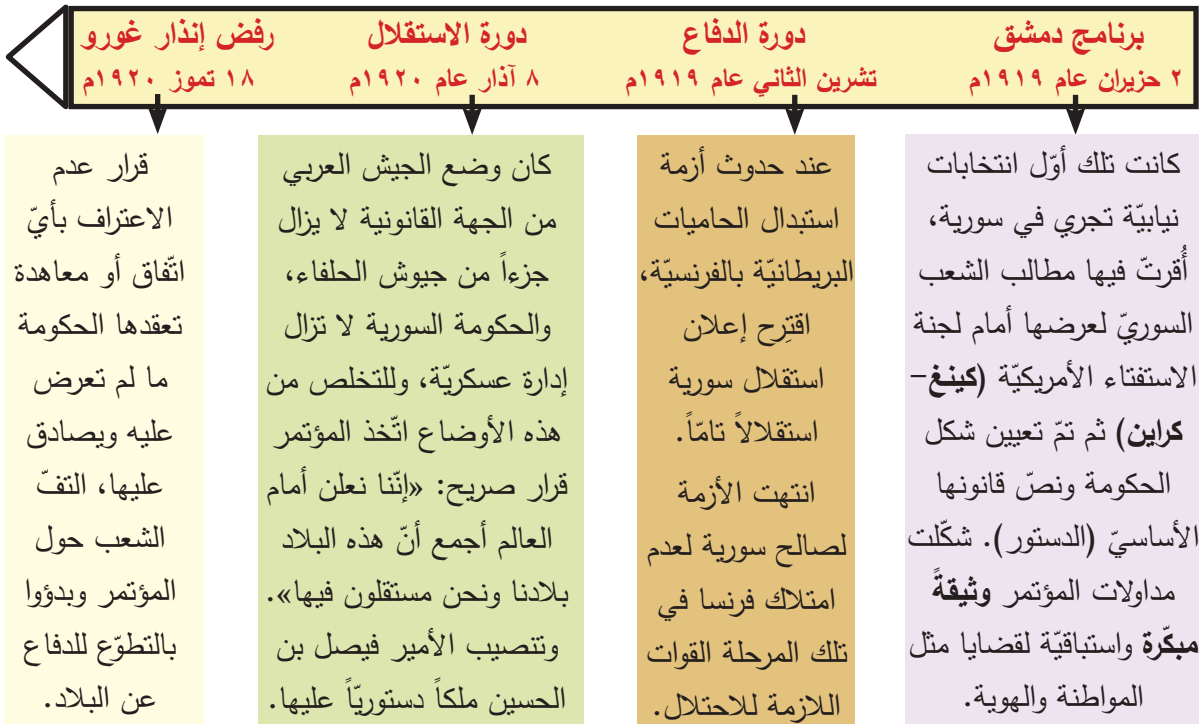 برنامج دمشق
٢ حزيران عام ١٩١٩م
دورة الدفاع
تشرين الثاني عام ١٩١٩م
دورة الاستقلال
٨ آذار عام ١٩٢٠م
رفض إنذار غورو
١٨ تموز ١٩٢٠م
كانت تلك أوّل انتخابات
نيابيّة تجري في سورية،
أُقرتّ فيها مطالب الشعب
السوريّ لعرضها أمام لجنة
الاستفتاء الأمريكيّة (كينغ-
كراين) ثم تمّ تعيين شكل
الحكومة ونصّ قانونها
الأساسيّ (الدستور). شكّلت
مداولات المؤتمر وثيقةً
مبكّرة واستباقيّة لقضايا مثل
المواطنة والهوية.
عند حدوث أزمة
استبدال الحاميات
البريطانيّة بالفرنسيّة،
اقتِرح إعلان
استقلال سورية
استقلالاً تامّاً.
انتهت الأزمة
لصالح سورية لعدم
امتلاك فرنسا في
تلك المرحلة القوات
اللازمة للاحتلال.
كان وضع الجيش العربي
من الجهة القانونية لا يزال
جزءاً من جيوش الحلفاء،
والحكومة السورية لا تزال
إدارة عسكريّة، وللتخلص من
هذه الأوضاع اتّخذ المؤتمر
قرار صريح: «إنّنا نعلن أمام
العالم أجمع أنّ هذه البلاد
بلادنا ونحن مستقلون فيها».
وتنصيب الأمير فيصل بن
الحسين ملكاً دستوريّاً عليها.
قرار عدم
الاعتراف بأيّ
اتّفاق أو معاهدة
تعقدها الحكومة
ما لم تعرض
عليه ويصادق
عليها، التفّ
الشعب حول
المؤتمر وبدؤوا
بالتطوّع للدفاع
عن البلاد.